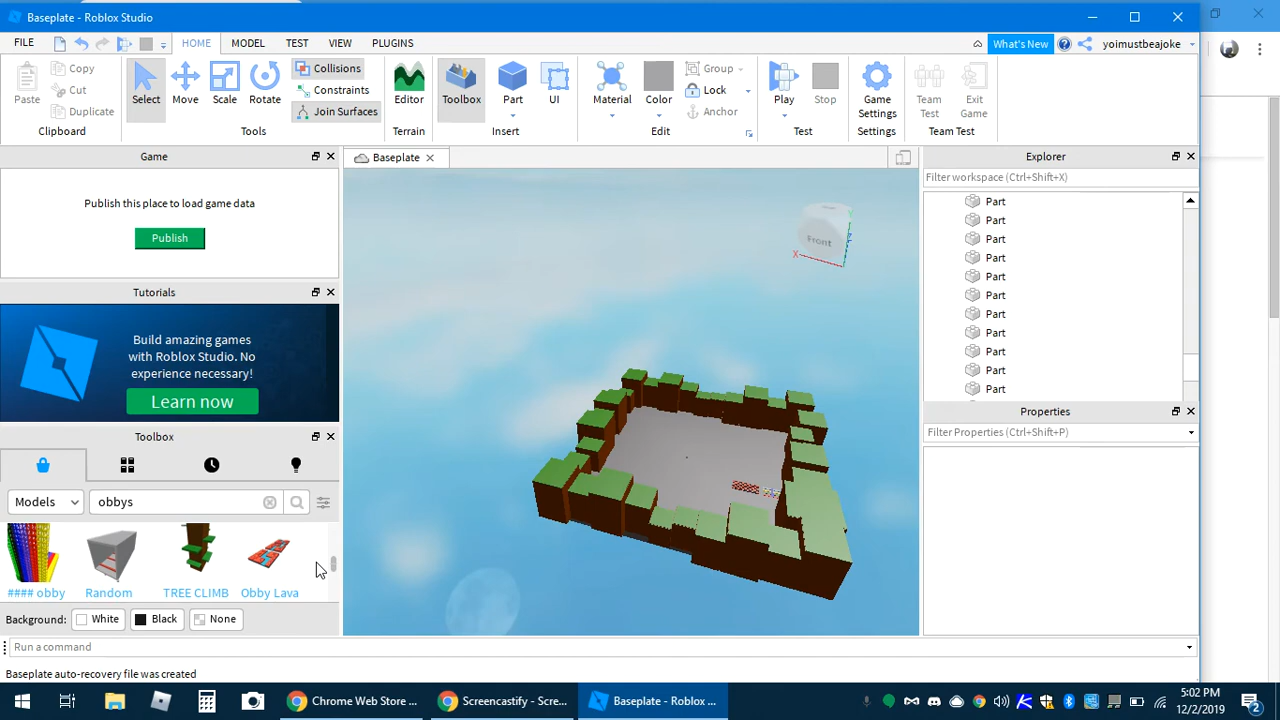 Baseplate - Roblox Studio
FILE
HOME
MODEL
TEST
VIEW
PLUGINS
What's New
yoimustbeajoke
Paste
Copy
Cut
Duplicate
Clipboard
Select
Move
Scale
Rotate
Collisions
Constraints
Join Surfaces
Tools
Editor
Terrain
Toolbox
Part
UI
Insert
Material
Color
Group
Lock
Anchor
Edit
Play
Stop
Test
Game
Settings
Settings
Team
Test
Exit
Game
Team Test
Game
Publish this place to load game data
Publish
Tutorials
Build amazing games
with Roblox Studio. No
experience necessary!
Learn now
Toolbox
Models
obbys
#### obby
Random
TREE CLIMB
Obby Lava
Background:
White
Black
None
Baseplate
Front
X
Explorer
Filter workspace (Ctrl+Shift+X)
Part
Part
Part
Part
Part
Part
Part
Part
Part
Part
Part
Properties
Filter Properties (Ctrl+Shift+P)
Run a command
Baseplate auto-recovery file was created
Chrome Web Store ...
Screencastify - Scre...
Baseplate - Roblox ...
5:02 PM
12/2/2019
2